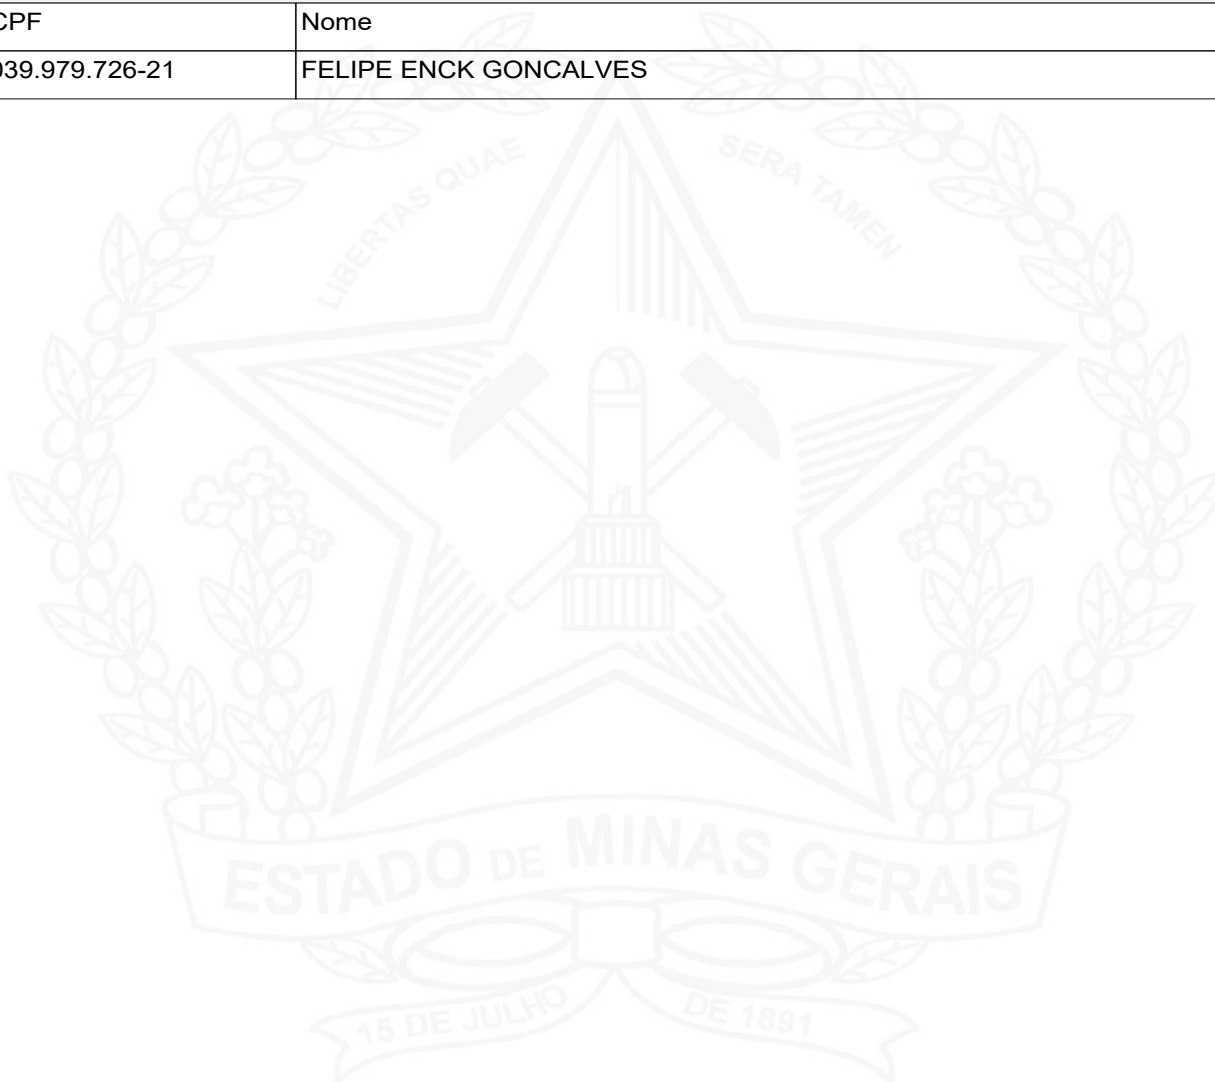 CPF Nome
039.979.726-21 FELIPE ENCK GONCALVES
LIBERTAS QUAE SERA TAMEN
ESTADO DE MINAS GERAIS
15 DE JULHO DE 1891